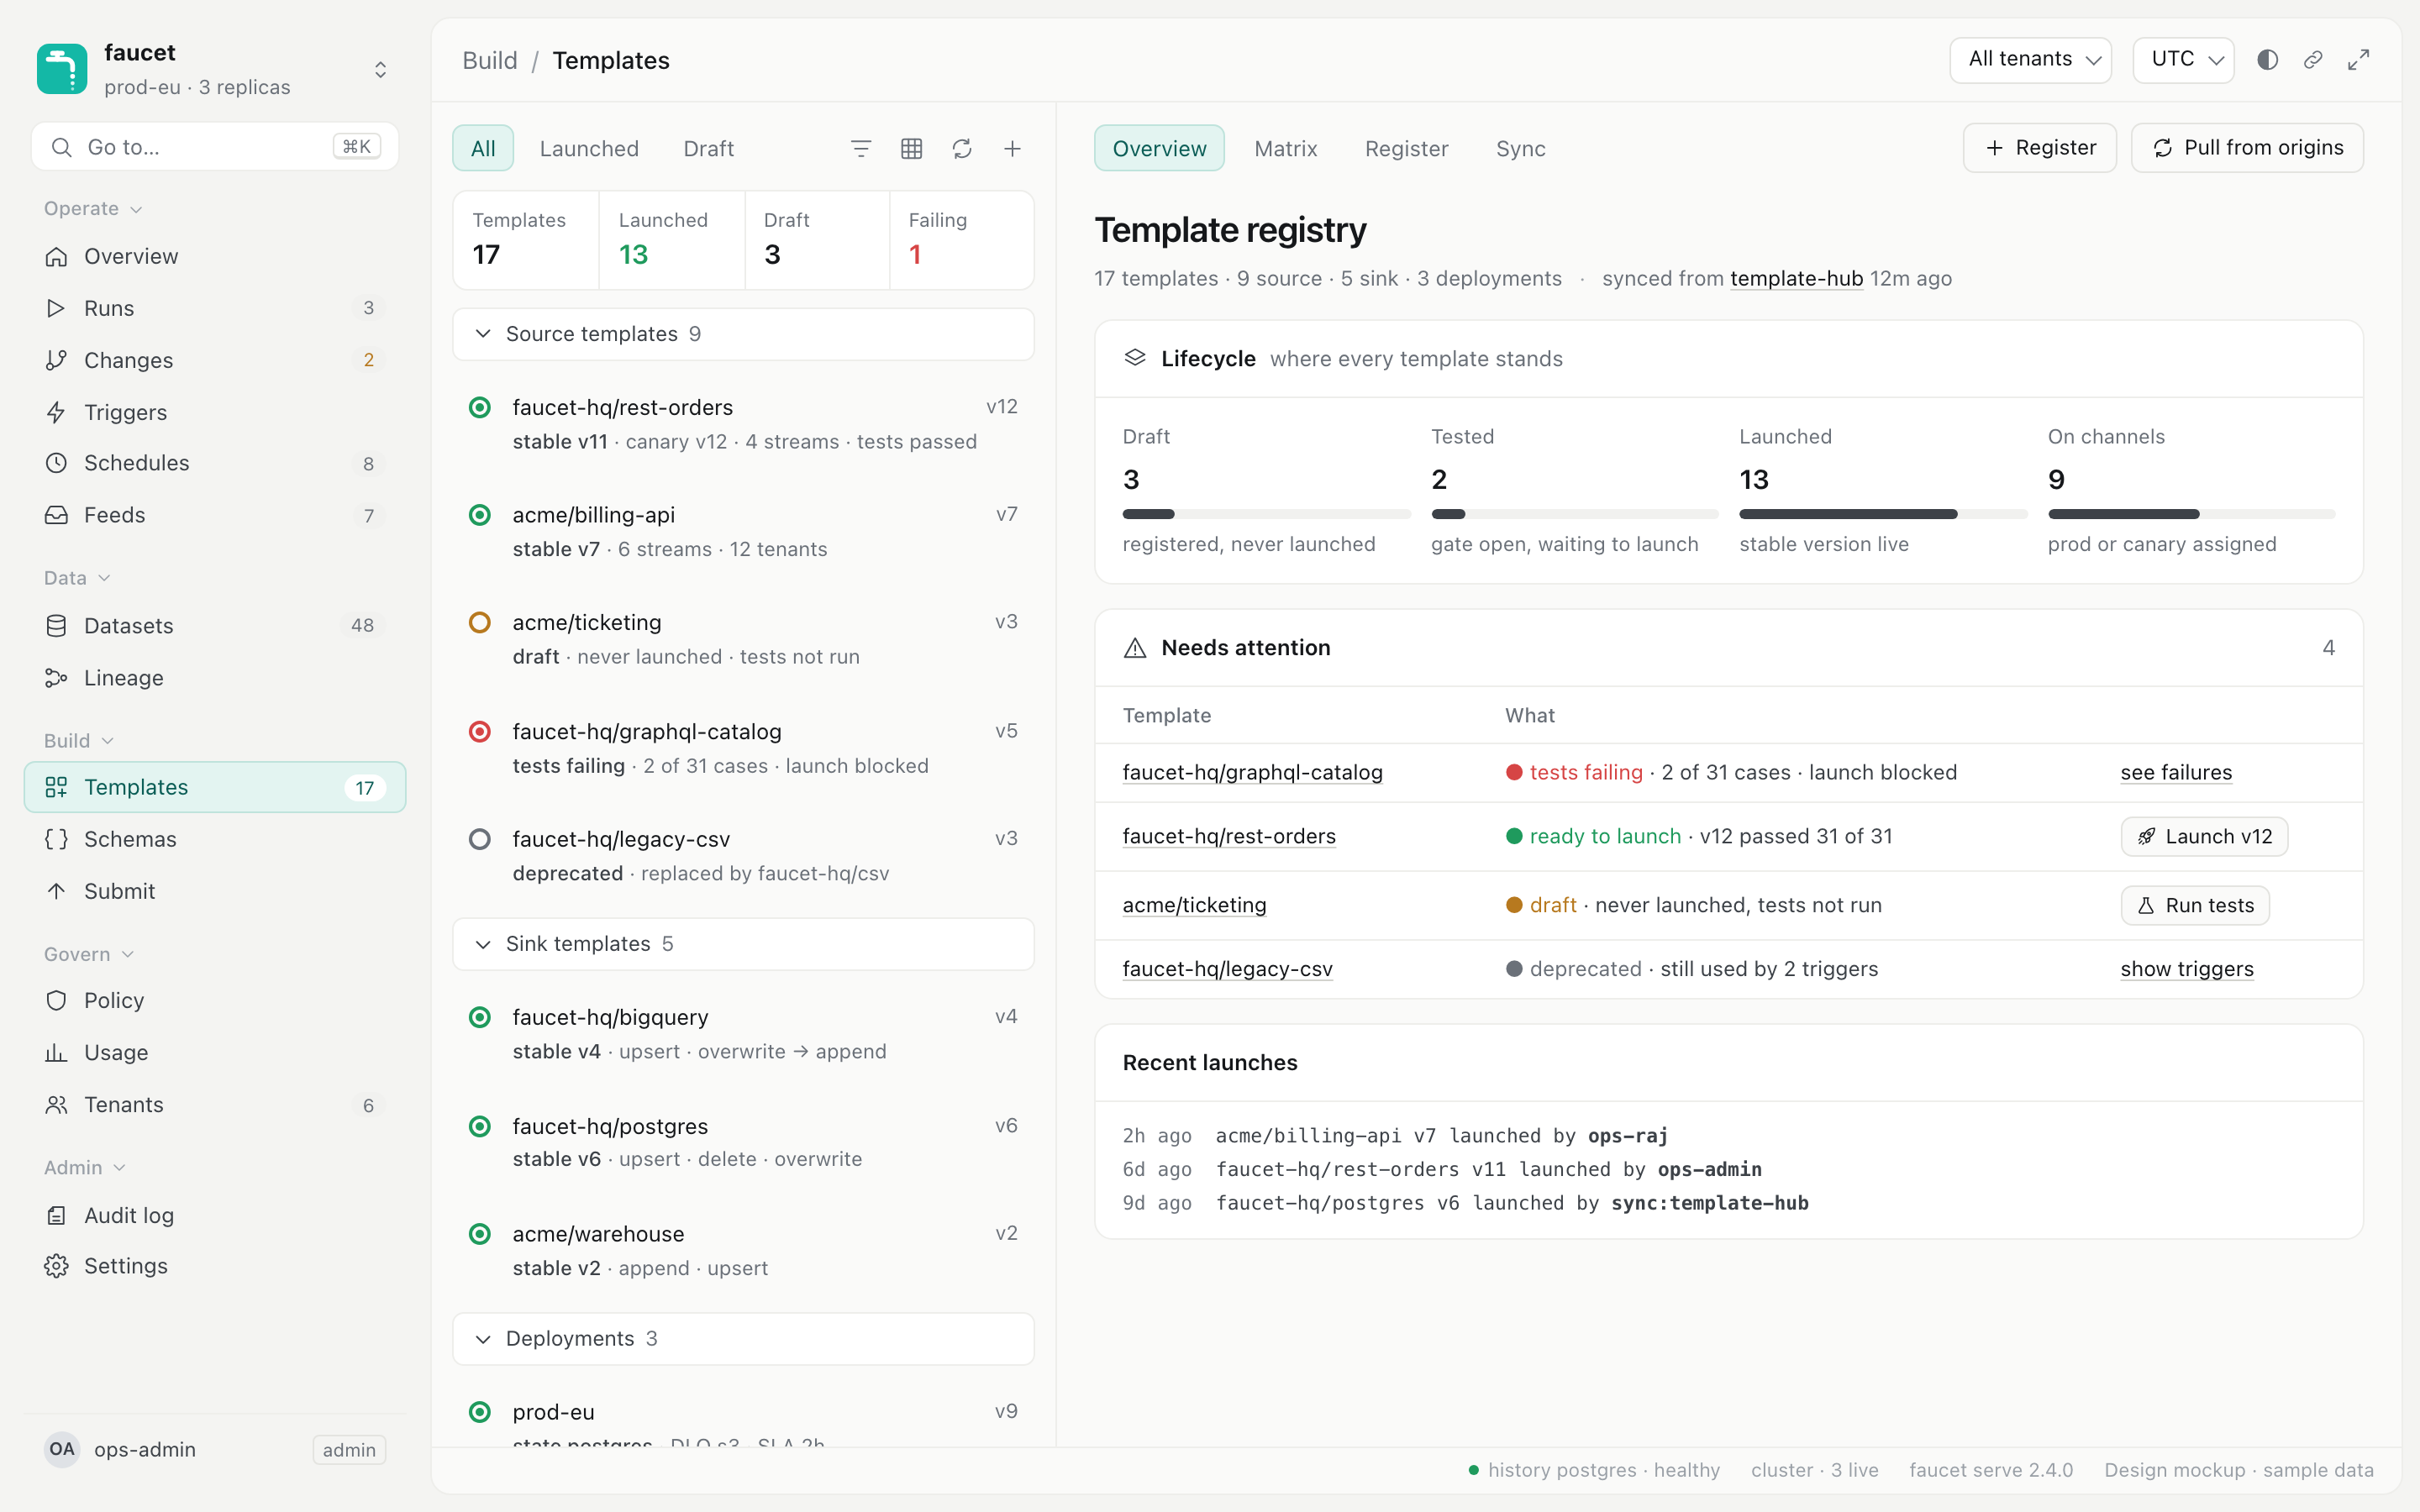 faucet
prod-eu · 3 replicas
Go to...
⌘K
Operate
Overview
Runs 3
Changes 2
Triggers
Schedules 8
Feeds 7
Data
Datasets 48
Lineage
Build
Templates 17
Schemas
Submit
Govern
Policy
Usage
Tenants 6
Admin
Audit log
Settings
OA ops-admin admin
Build / Templates
All tenants
UTC
All Launched Draft
Templates Launched Draft Failing
17 13 3 1
Source templates 9
faucet-hq/rest-orders v12
stable v11 · canary v12 · 4 streams · tests passed
acme/billing-api v7
stable v7 · 6 streams · 12 tenants
acme/ticketing v3
draft · never launched · tests not run
faucet-hq/graphql-catalog v5
tests failing · 2 of 31 cases · launch blocked
faucet-hq/legacy-csv v3
deprecated · replaced by faucet-hq/csv
Sink templates 5
faucet-hq/bigquery v4
stable v4 · upsert · overwrite → append
faucet-hq/postgres v6
stable v6 · upsert · delete · overwrite
acme/warehouse v2
stable v2 · append · upsert
Deployments 3
prod-eu v9
state postgres · DLQ s3 · SLA 2h
Overview Matrix Register Sync
Register
Pull from origins
Template registry
17 templates · 9 source · 5 sink · 3 deployments · synced from template-hub 12m ago
Lifecycle where every template stands
Draft Tested Launched On channels
3 2 13 9
registered, never launched gate open, waiting to launch stable version live prod or canary assigned
Needs attention 4
Template What
faucet-hq/graphql-catalog tests failing · 2 of 31 cases · launch blocked see failures
faucet-hq/rest-orders ready to launch · v12 passed 31 of 31 Launch v12
acme/ticketing draft · never launched, tests not run Run tests
faucet-hq/legacy-csv deprecated · still used by 2 triggers show triggers
Recent launches
2h ago acme/billing-api v7 launched by ops-raj
6d ago faucet-hq/rest-orders v11 launched by ops-admin
9d ago faucet-hq/postgres v6 launched by sync:template-hub
history postgres · healthy cluster · 3 live faucet serve 2.4.0 Design mockup · sample data